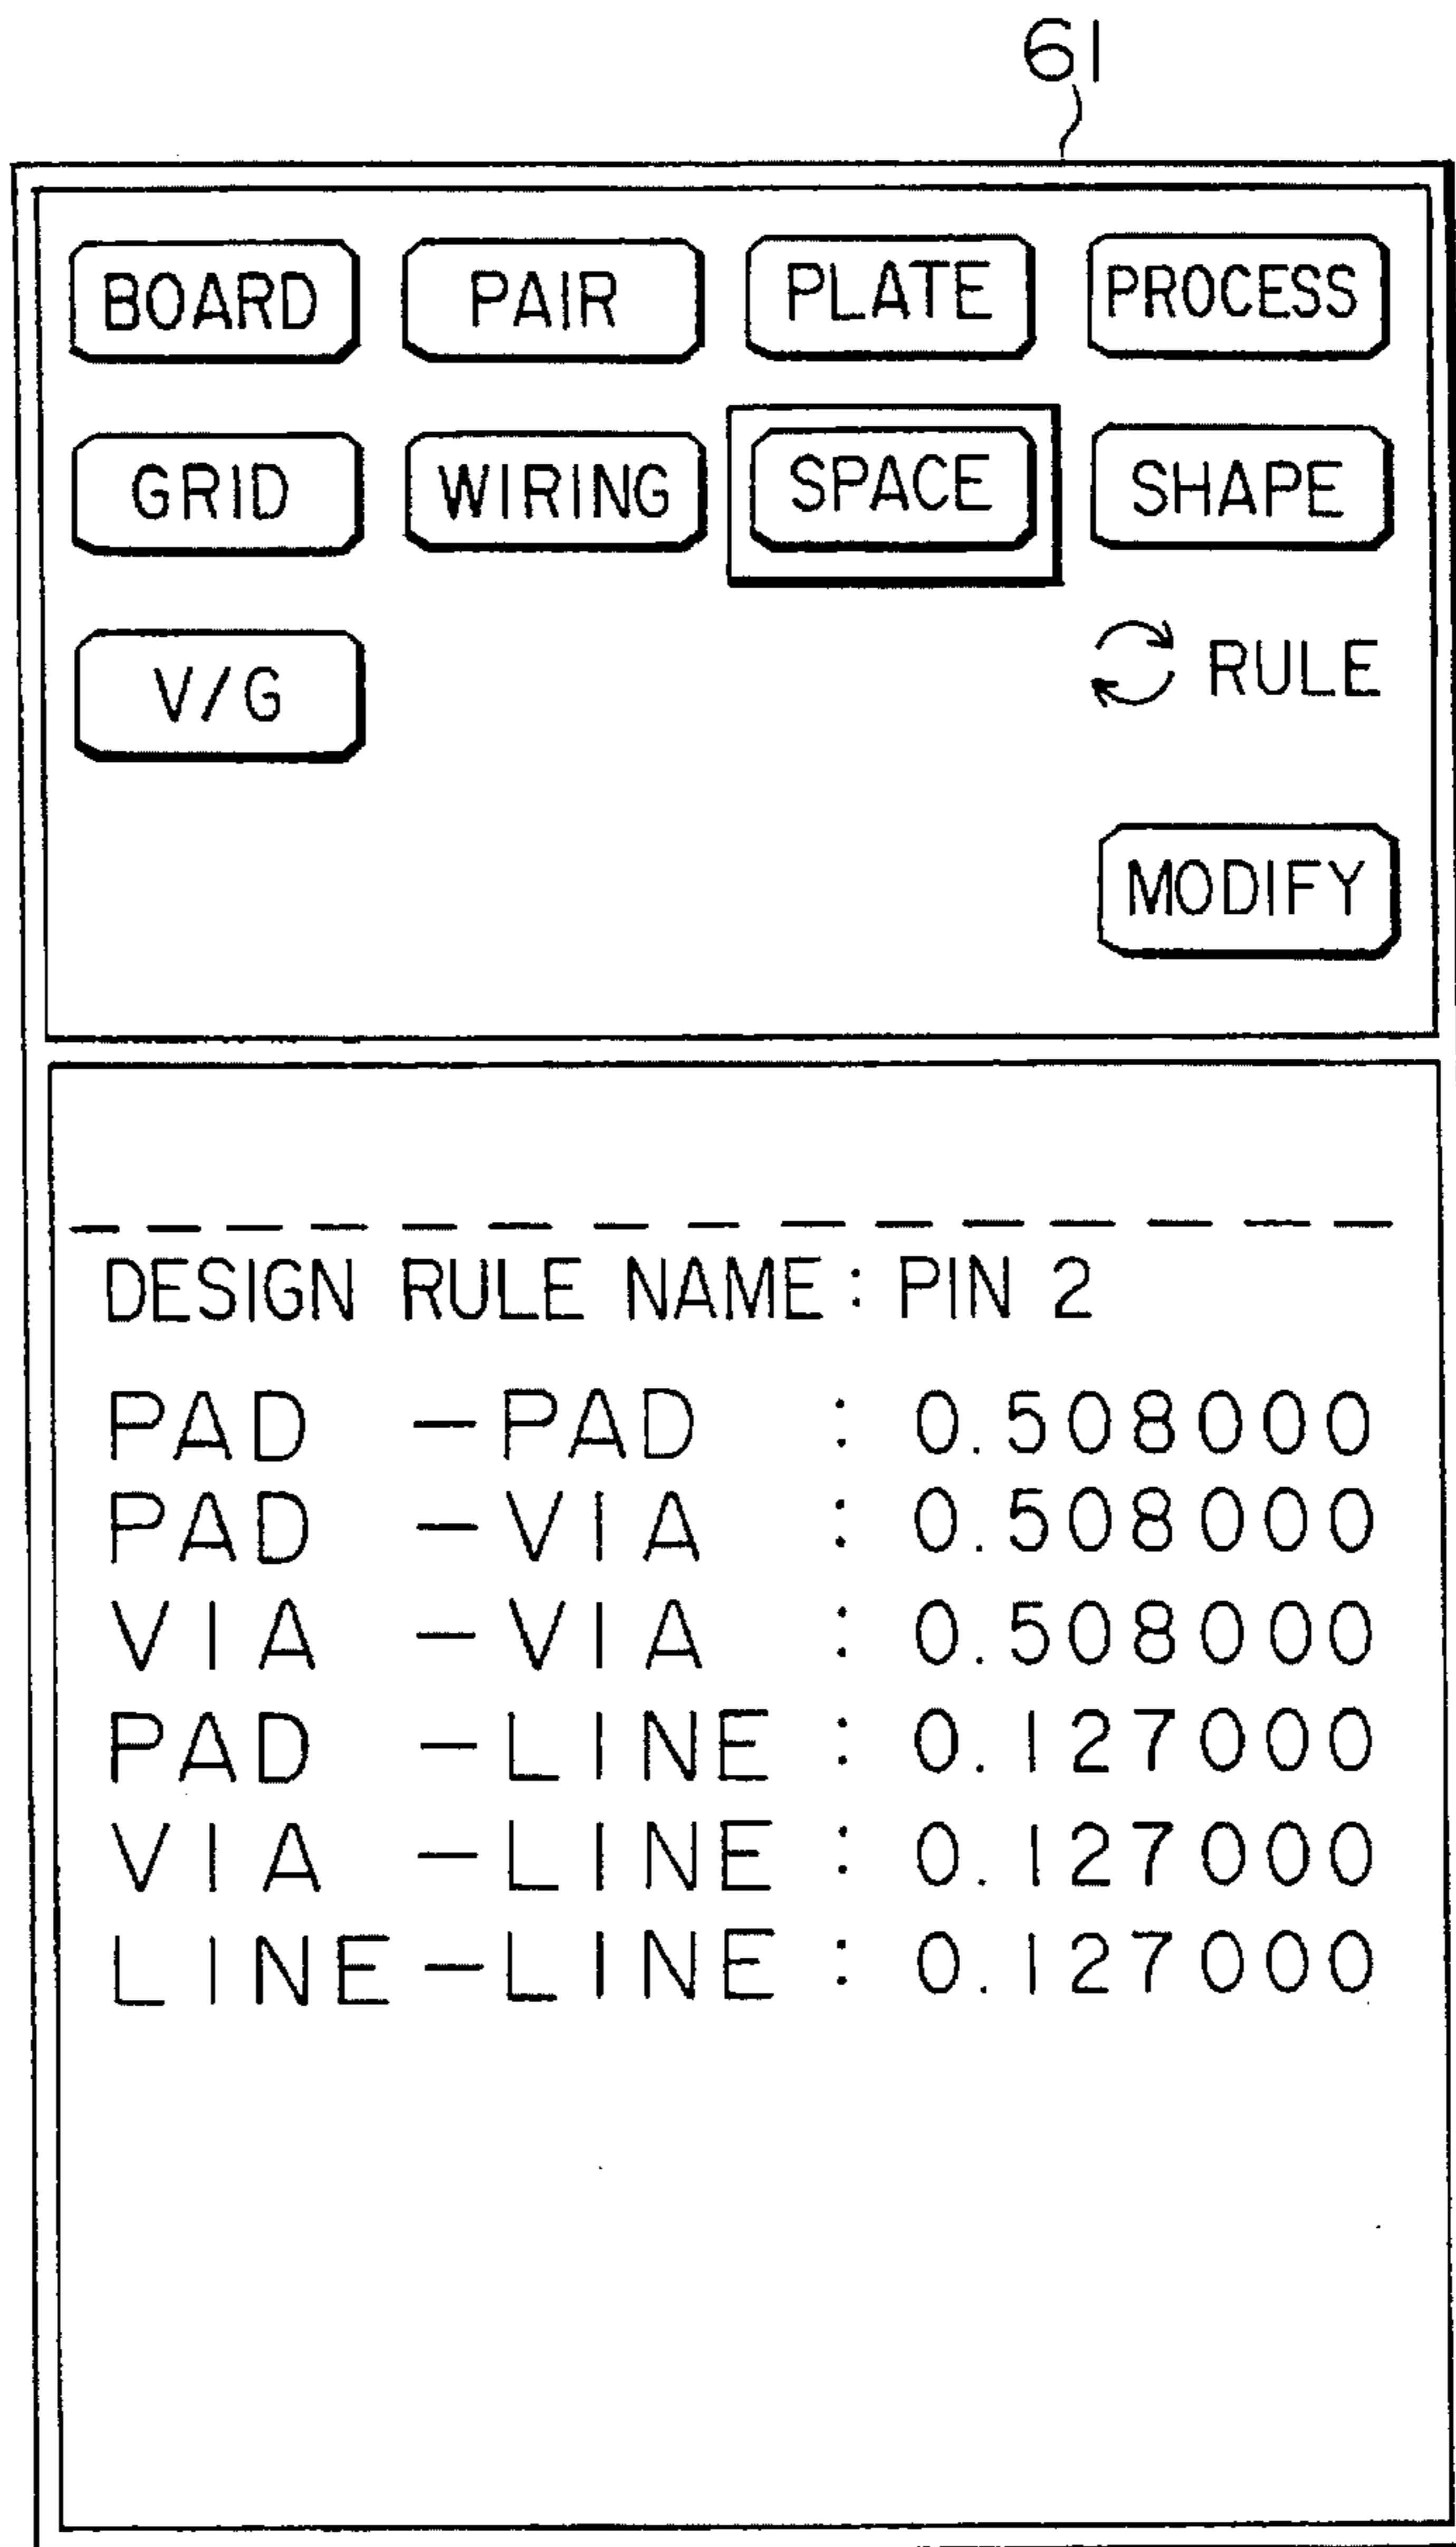 61
BOARD PAIR PLATE PROCESS
GRID WIRING SPACE SHAPE
V/G RULE
MODIFY
DESIGN RULE NAME: PIN 2
PAD -PAD : 0.508000
PAD -VIA : 0.508000
VIA -VIA : 0.508000
PAD -LINE : 0.127000
VIA -LINE : 0.127000
LINE-LINE : 0.127000